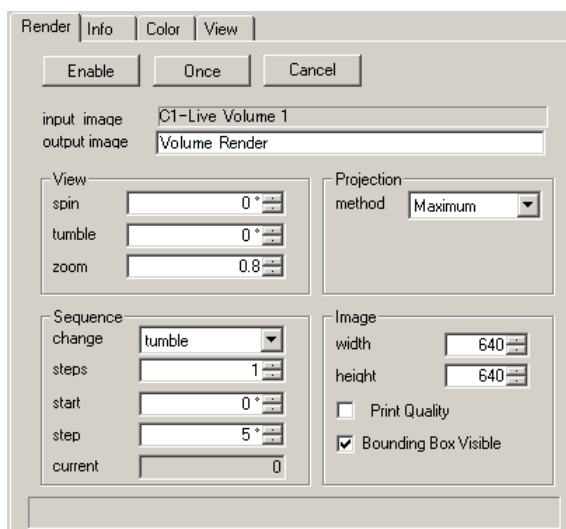 Render Info Color View
Enable Once Cancel
input image C1-Live Volume 1
output image Volume Render
View
spin 0 °
tumble 0 °
zoom 0.8
Projection
method Maximum
Sequence
change tumble
steps 1
start 0 °
step 5 °
current 0
Image
width 640
height 640
Print Quality
Bounding Box Visible